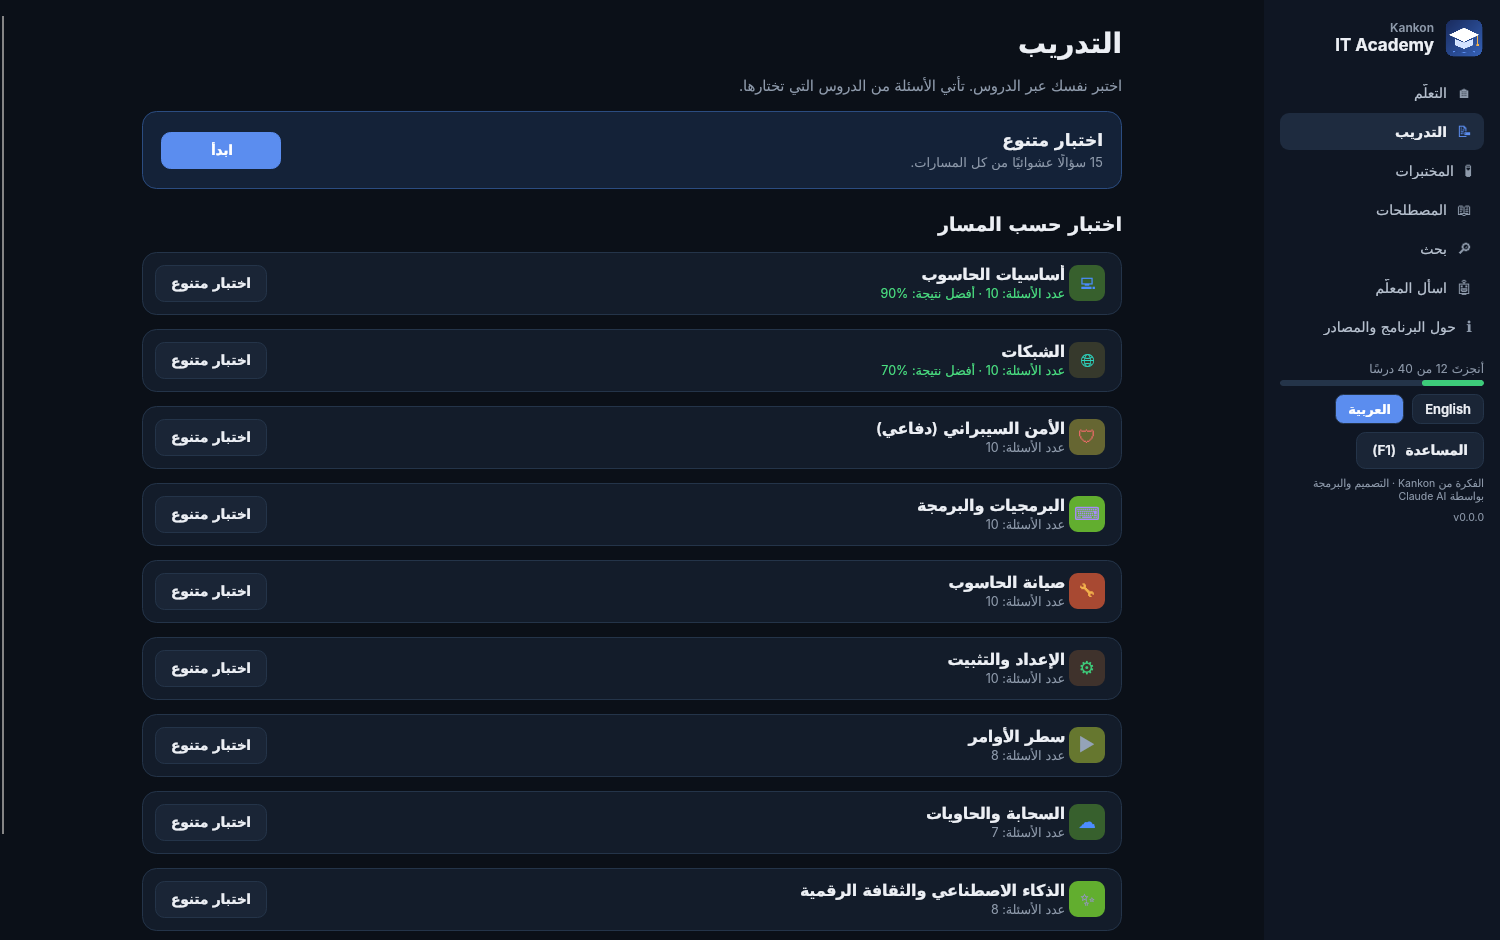 Kankon
IT Academy
التعلّم
التدريب
المختبرات
المصطلحات
بحث
اسأل المعلّم
حول البرنامج والمصادر
أنجزتَ 12 من 40 درسًا
English
العربية
المساعدة (F1)
الفكرة من Kankon · التصميم والبرمجة
بواسطة Claude AI
v0.0.0
التدريب
اختبر نفسك عبر الدروس. تأتي الأسئلة من الدروس التي تختارها.
اختبار متنوع
15 سؤالًا عشوائيًا من كل المسارات.
ابدأ
اختبار حسب المسار
أساسيات الحاسوب
عدد الأسئلة: 10 · أفضل نتيجة: 90%
اختبار متنوع
الشبكات
عدد الأسئلة: 10 · أفضل نتيجة: 70%
اختبار متنوع
الأمن السيبراني (دفاعي)
عدد الأسئلة: 10
اختبار متنوع
البرمجيات والبرمجة
عدد الأسئلة: 10
اختبار متنوع
صيانة الحاسوب
عدد الأسئلة: 10
اختبار متنوع
الإعداد والتثبيت
عدد الأسئلة: 10
اختبار متنوع
سطر الأوامر
عدد الأسئلة: 8
اختبار متنوع
السحابة والحاويات
عدد الأسئلة: 7
اختبار متنوع
الذكاء الاصطناعي والثقافة الرقمية
عدد الأسئلة: 8
اختبار متنوع